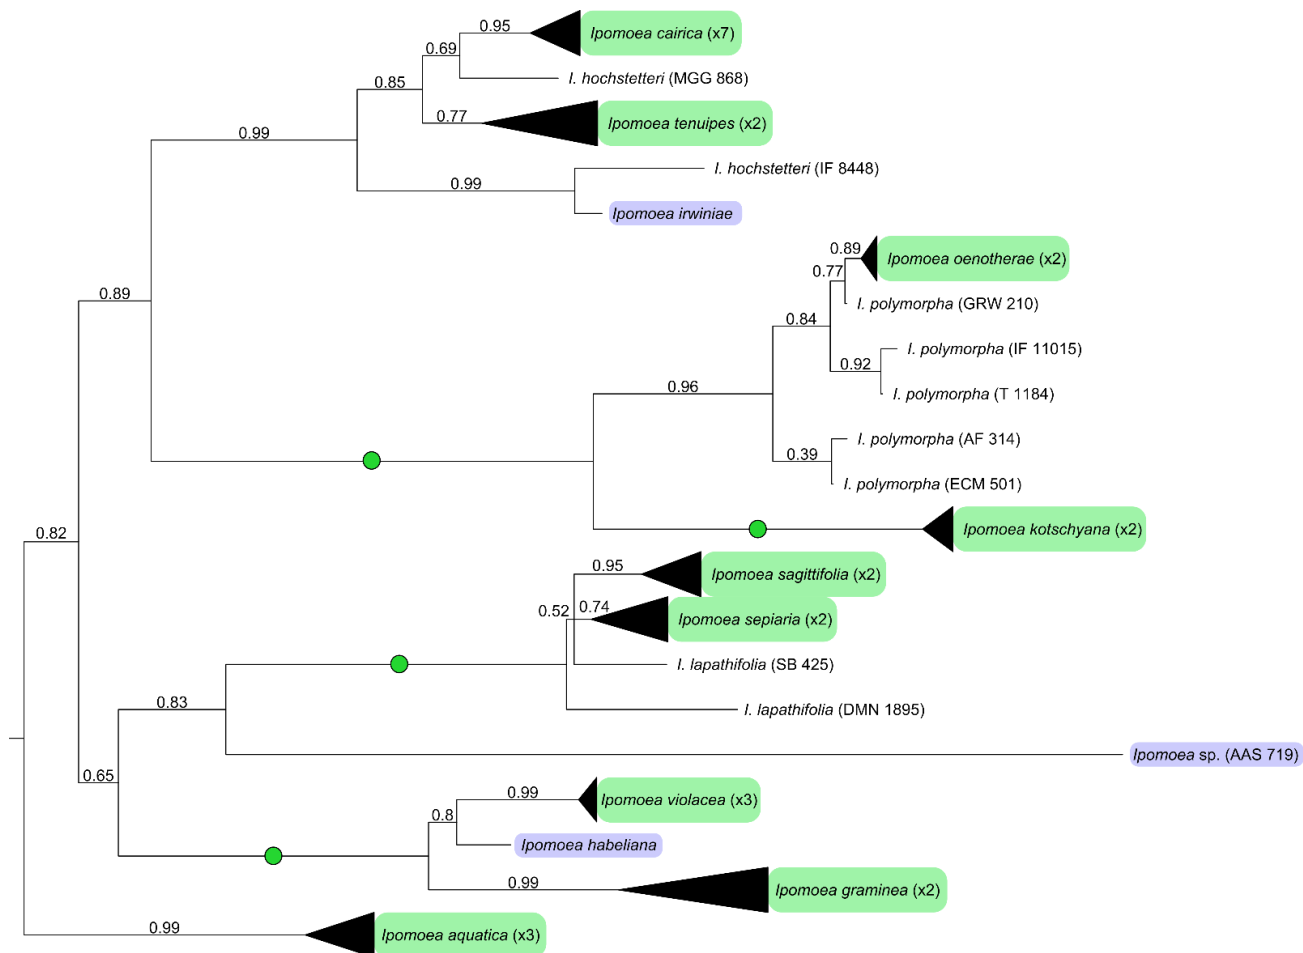 0.95
Ipomoea cairica (x7)
0.69
I. hochstetteri (MGG 868)
0.85
0.77
Ipomoea tenuipes (x2)
0.99
I. hochstetteri (IF 8448)
0.99
Ipomoea irwiniae
0.89
Ipomoea oenotherae (x2)
0.77
I. polymorpha (GRW 210)
0.89
0.84
I. polymorpha (IF 11015)
0.92
I. polymorpha (T 1184)
0.96
I. polymorpha (AF 314)
0.39
I. polymorpha (ECM 501)
Ipomoea kotschyana (x2)
0.82
0.95
Ipomoea sagittifolia (x2)
0.52
0.74
Ipomoea sepiaria (x2)
I. lapathifolia (SB 425)
0.83
I. lapathifolia (DMN 1895)
Ipomoea sp. (AAS 719)
0.65
0.99
Ipomoea violacea (x3)
0.8
Ipomoea habeliana
0.99
Ipomoea graminea (x2)
0.99
Ipomoea aquatica (x3)